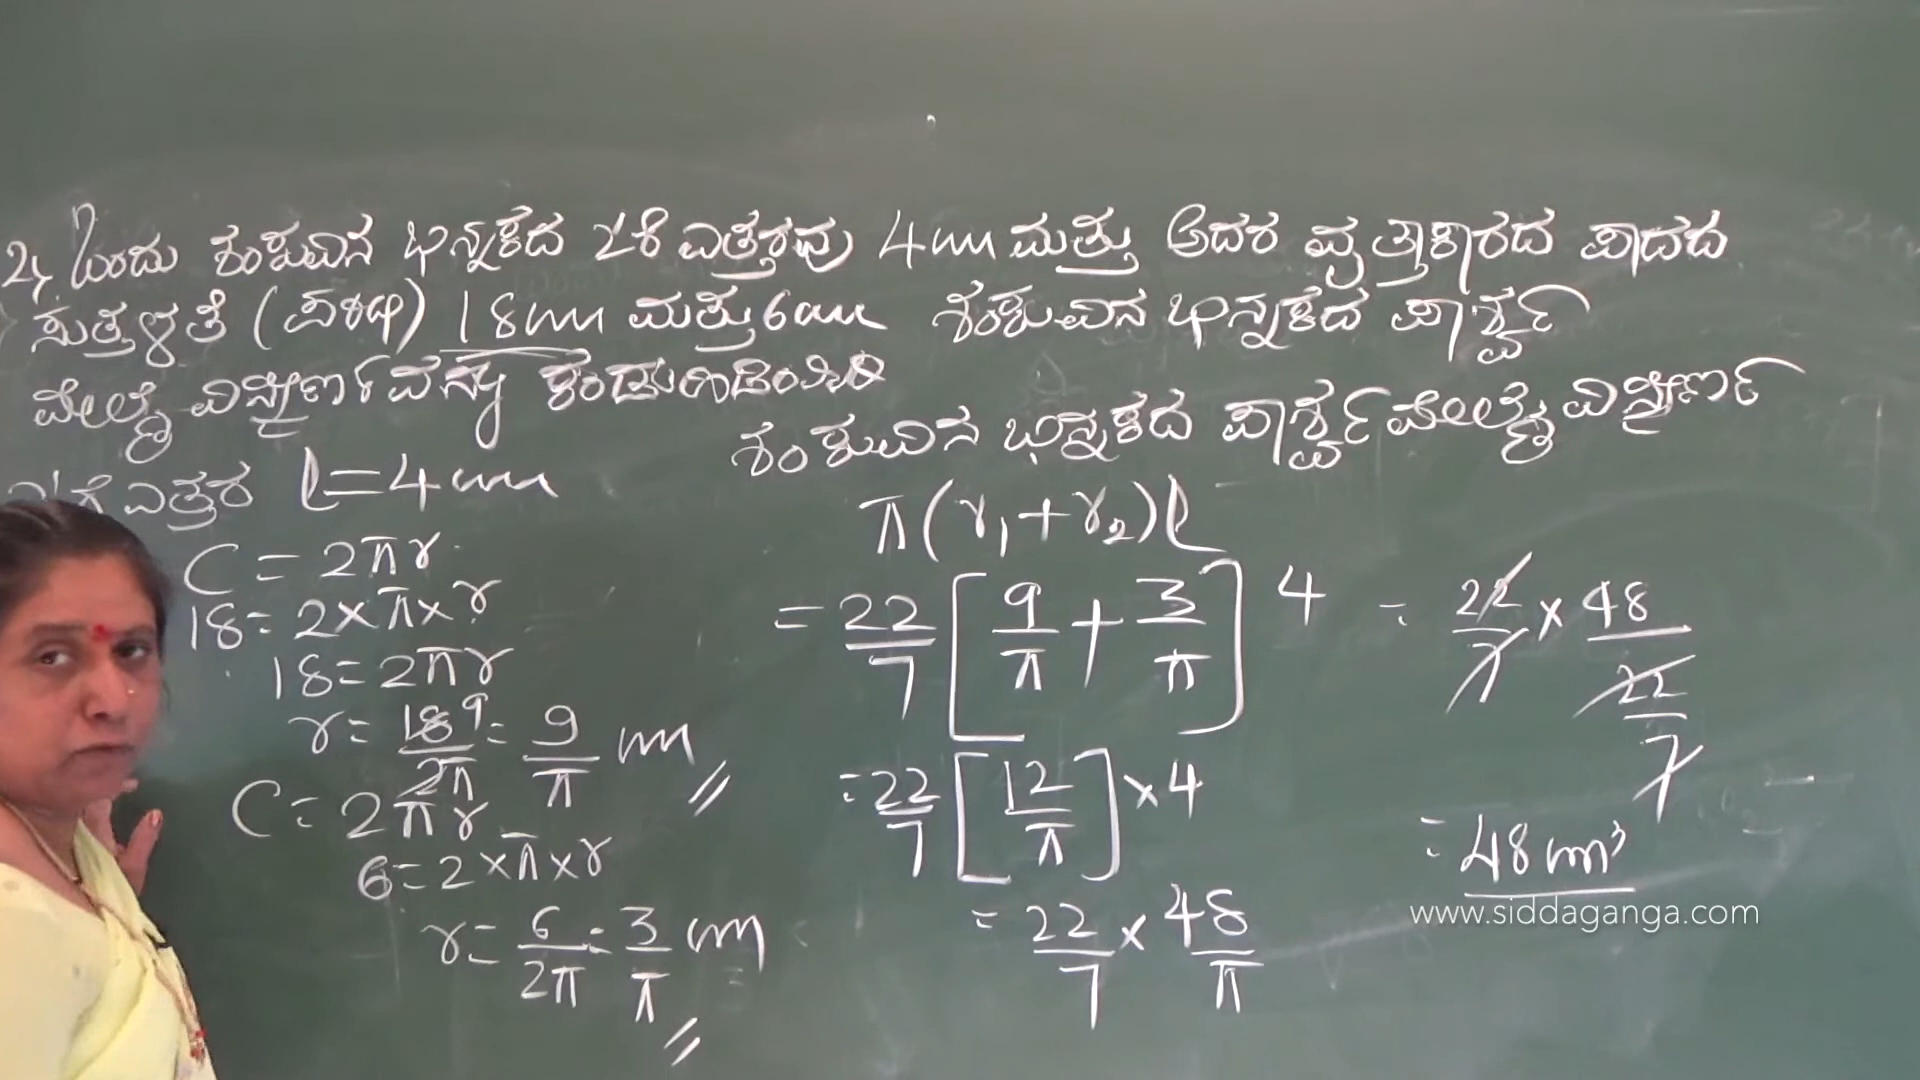 2, ಒಂದು ಶಂಕುವಿನ ಭಿನ್ನಕದ ಓರೆ ಎತ್ತರವು 4cm ಮತ್ತು ಅದರ ವೃತ್ತಾಕಾರದ ಪಾದದ
ಸುತ್ತಳತೆ (ಪರಿಧಿ) 18cm ಮತ್ತು 6cm ಶಂಕುವಿನ ಭಿನ್ನಕದ ಪಾರ್ಶ್ವ
ಮೇಲ್ಮೈ ವಿಸ್ತೀರ್ಣವನ್ನು ಕಂಡುಹಿಡಿಯಿರಿ
ಶಂಕುವಿನ ಭಿನ್ನಕದ ಪಾರ್ಶ್ವ ಮೇಲ್ಮೈ ವಿಸ್ತೀರ್ಣ
ಎತ್ತರ l=4cm
C = 2πr
18= 2×π×r
18=2πr
r= 18 9/2π = 9/π cm
C=2πr
6=2×π×r
r= 6/2π = 3/π cm
π(r₁+r₂)l
= 22/7 [9/π + 3/π] 4
= 22/7 [12/π] ×4
= 22/7 × 48/π
= 22/7 × 48/22/7
= 48 cm³
www.siddaganga.com